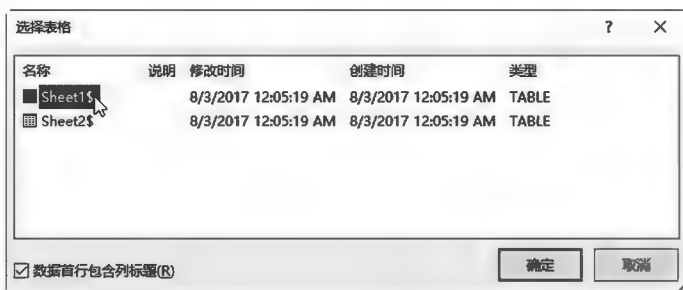 选择表格 ? ×
名称 说明 修改时间 创建时间 类型
Sheet1$ 8/3/2017 12:05:19 AM 8/3/2017 12:05:19 AM TABLE
Sheet2$ 8/3/2017 12:05:19 AM 8/3/2017 12:05:19 AM TABLE
数据首行包含列标题(R) 确定 取消